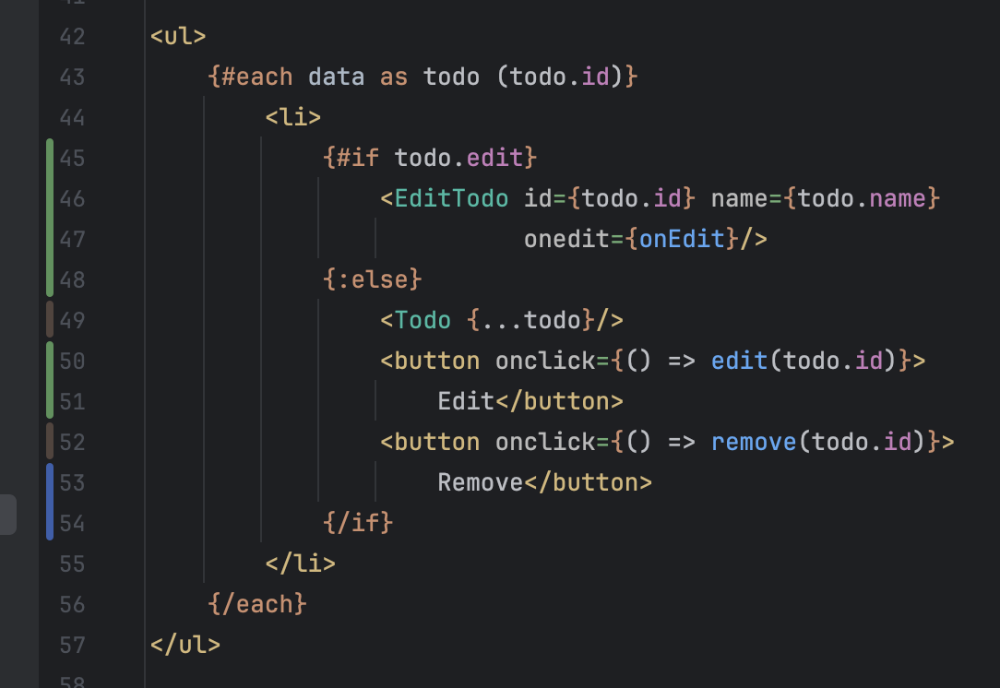 41
42 <ul>
43 {#each data as todo (todo.id)}
44 <li>
45 {#if todo.edit}
46 <EditTodo id={todo.id} name={todo.name}
47 onedit={onEdit}/>
48 {:else}
49 <Todo {...todo}/>
50 <button onclick={() => edit(todo.id)}>
51 Edit</button>
52 <button onclick={() => remove(todo.id)}>
53 Remove</button>
54 {/if}
55 </li>
56 {/each}
57 </ul>
58